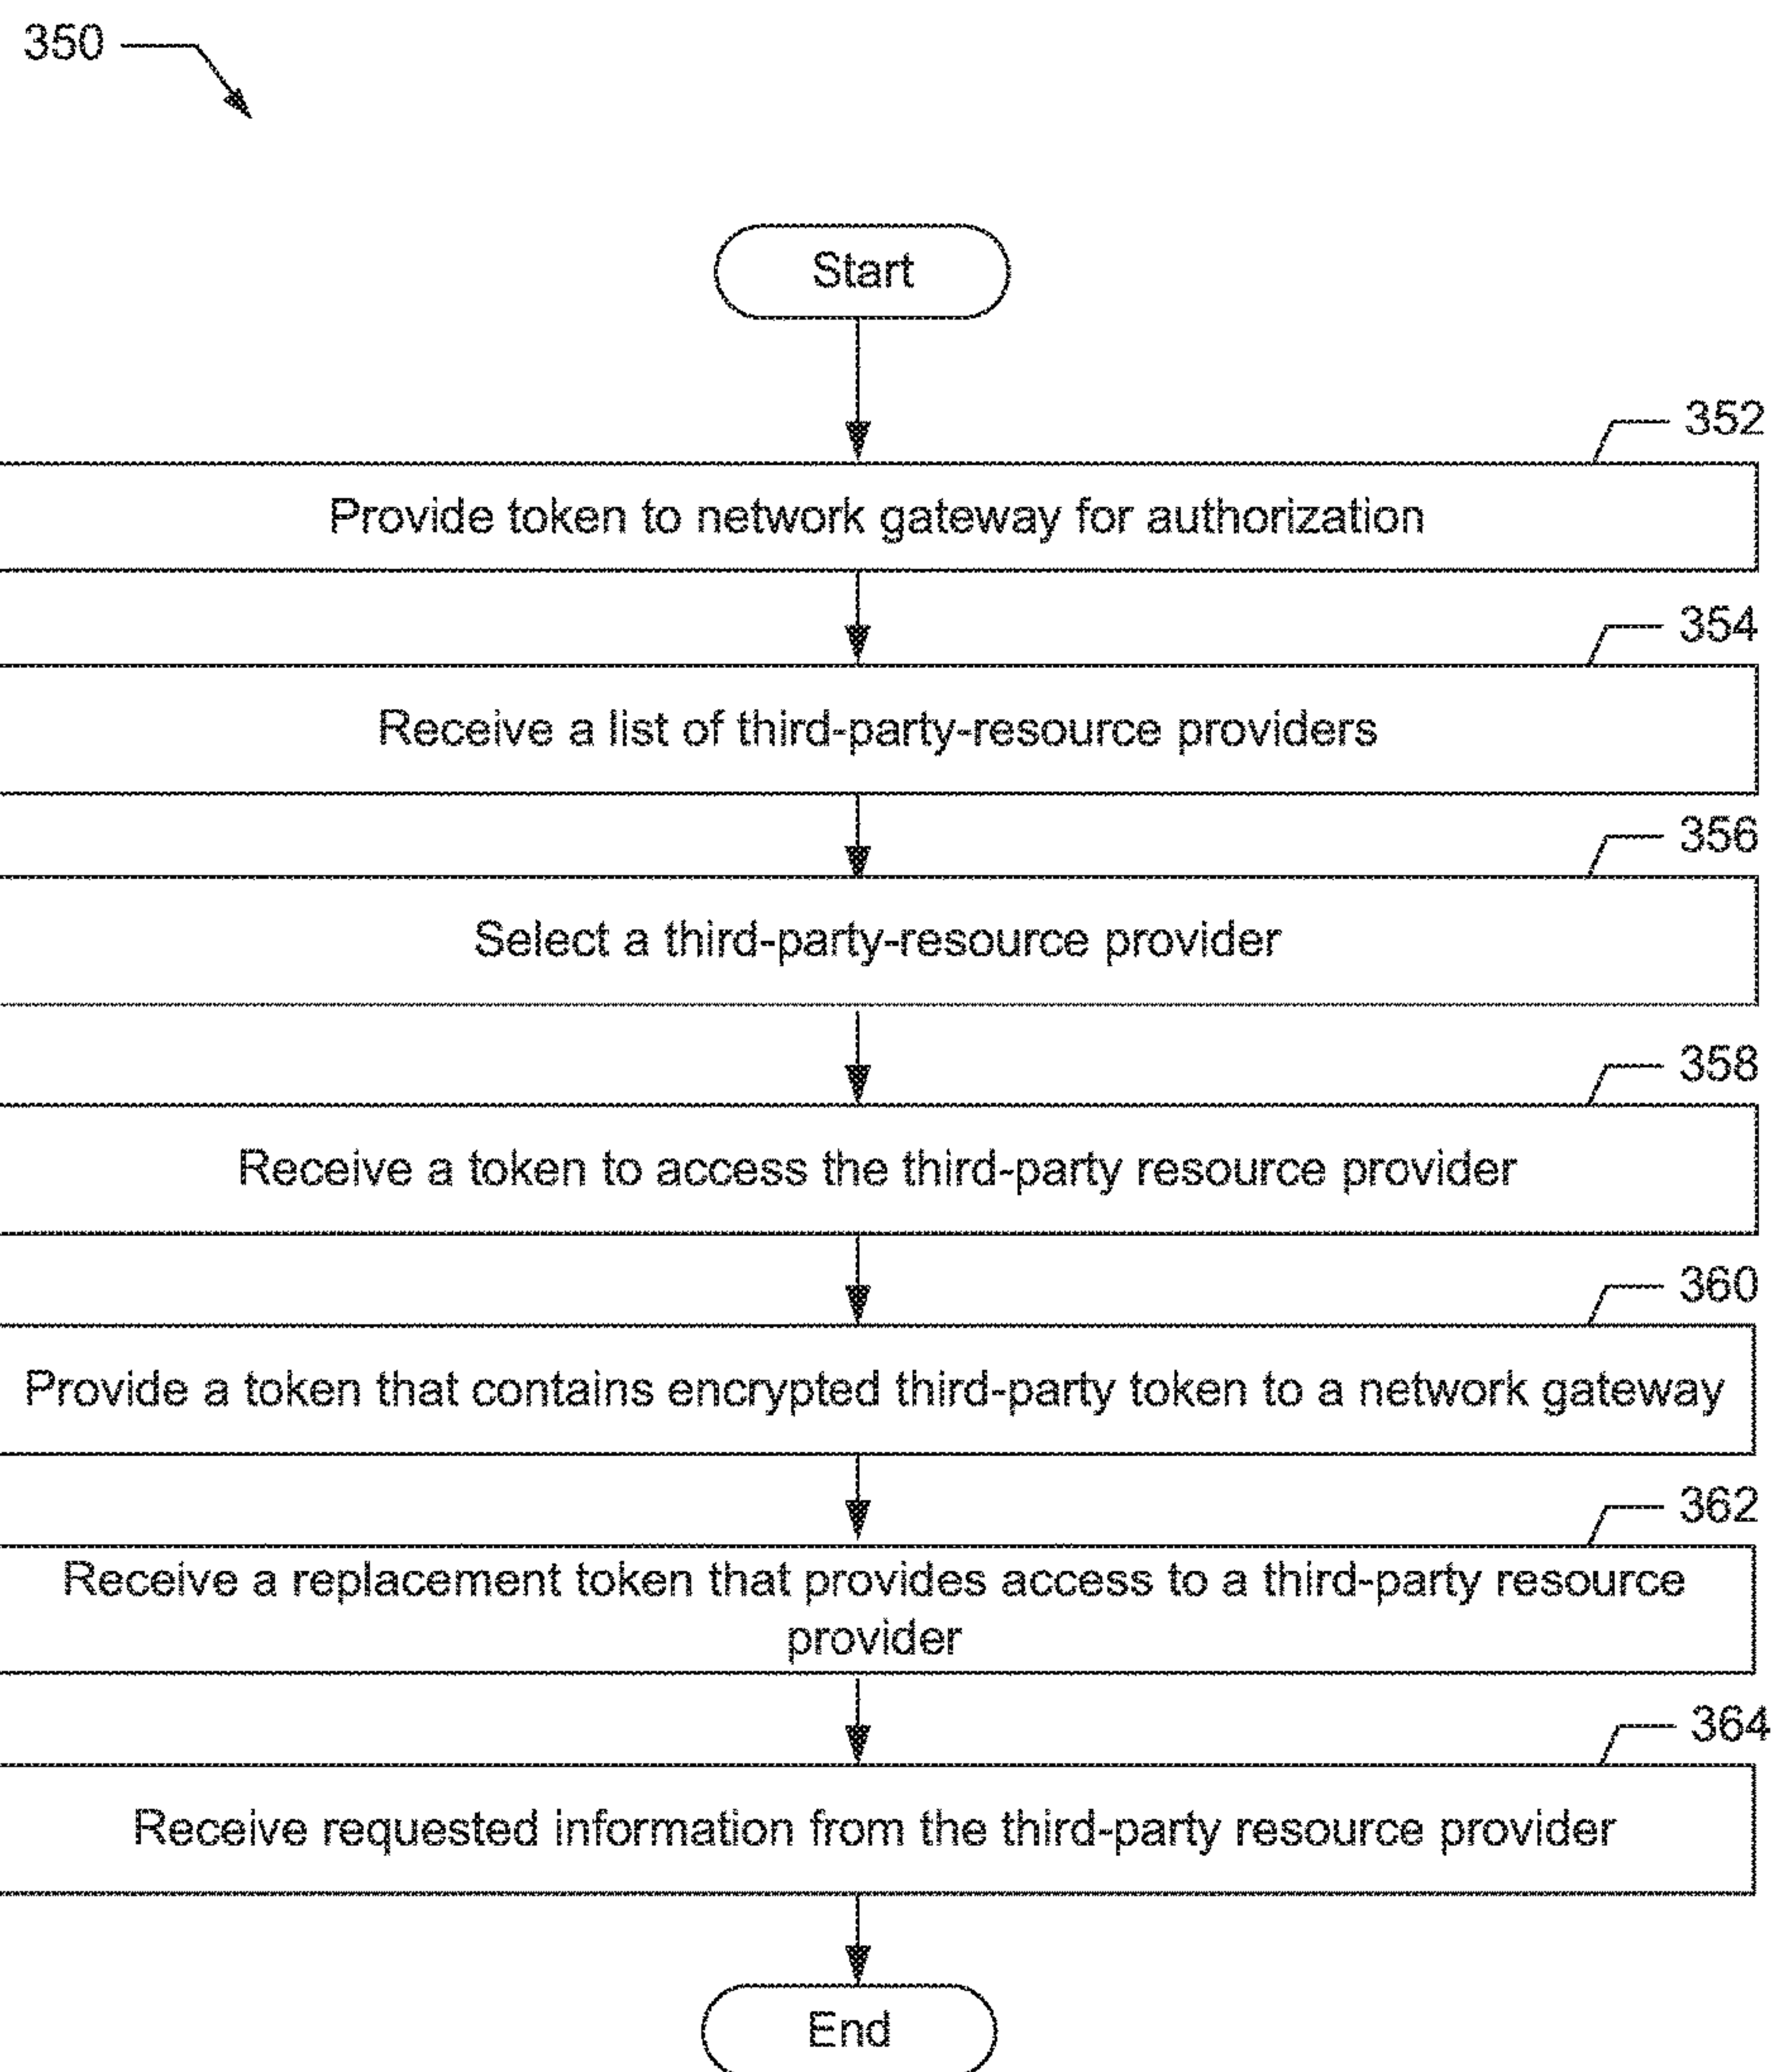 350
Start
352
Provide token to network gateway for authorization
354
Receive a list of third-party-resource providers
356
Select a third-party-resource provider
358
Receive a token to access the third-party resource provider
360
Provide a token that contains encrypted third-party token to a network gateway
362
Receive a replacement token that provides access to a third-party resource
provider
364
Receive requested information from the third-party resource provider
End